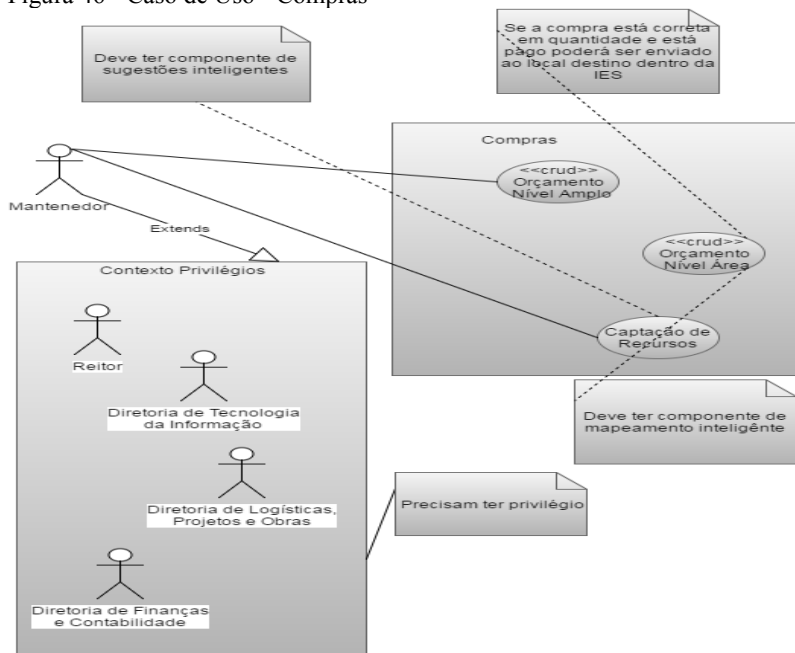 Figura 40 - Caso de Uso - Compras
Deve ter componente de
sugestões inteligentes
Se a compra está correta
em quantidade e está
pago poderá ser enviado
ao local destino dentro da
IES
Mantenedor
Extends
Compras
<<crud>>
Orçamento
Nível Amplo
<<crud>>
Orçamento
Nível Área
Captação de
Recursos
Contexto Privilégios
Reitor
Diretoria de Tecnologia
da Informação
Diretoria de Logísticas,
Projetos e Obras
Diretoria de Finanças
e Contabilidade
Deve ter componente de
mapeamento inteligênte
Precisam ter privilégio